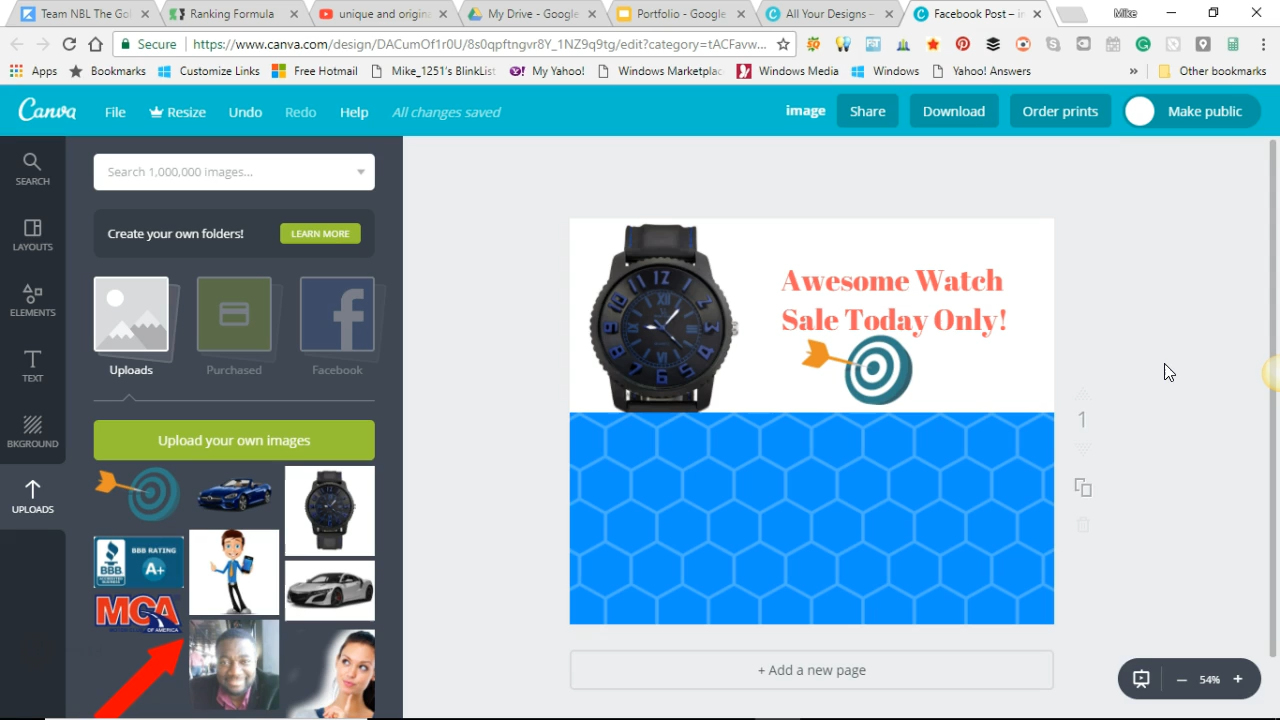 Team NBL The Go
Ranking Formula
unique and origina
My Drive - Google
Portfolio - Google
All Your Designs –
Facebook Post – i
Mike
Secure
https://www.canva.com/design/DACumOf1r0U/8s0qpftngvr8Y_1NZ9q9tg/edit?category=tACFavw...
Apps
Bookmarks
Customize Links
Free Hotmail
Mike_1251's BlinkList
My Yahoo!
Windows Marketplac
Windows Media
Windows
Yahoo! Answers
»
Other bookmarks
Canva
File
Resize
Undo
Redo
Help
All changes saved
image
Share
Download
Order prints
Make public
SEARCH
LAYOUTS
ELEMENTS
TEXT
BKGROUND
UPLOADS
Search 1,000,000 images...
Create your own folders!
LEARN MORE
Uploads
Purchased
Facebook
Upload your own images
BBB
BBB RATING
A+
MCA
OF AMERICA
Awesome Watch
Sale Today Only!
1
+ Add a new page
54%